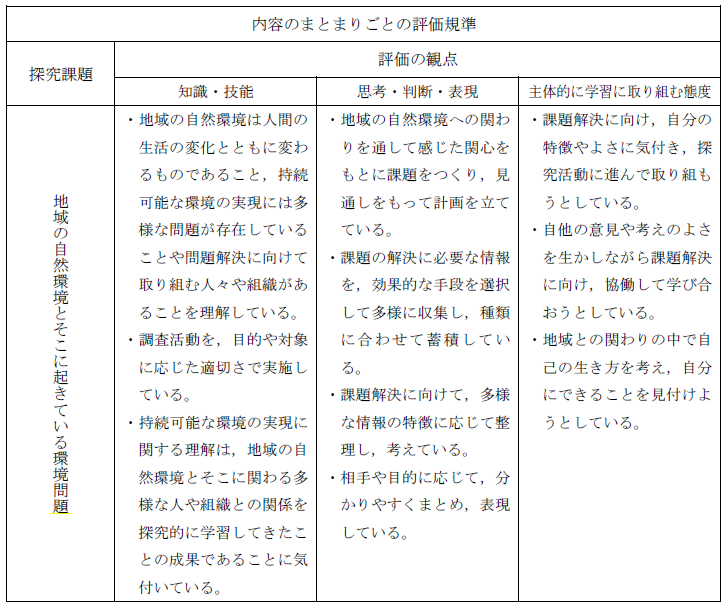 内容のまとまりごとの評価規準
探究課題
評価の観点
知識・技能
思考・判断・表現
主体的に学習に取り組む態度
地域の自然環境とそこに起きている環境問題
・地域の自然環境は人間の
生活の変化とともに変わ
るものであること，持続
可能な環境の実現には多
様な問題が存在している
ことや問題解決に向けて
取り組む人々や組織があ
ることを理解している。
・調査活動を，目的や対象
に応じた適切さで実施し
ている。
・持続可能な環境の実現に
関する理解は，地域の自
然環境とそこに関わる多
様な人や組織との関係を
探究的に学習してきたこ
との成果であることに気
付いている。
・地域の自然環境への関わ
りを通して感じた関心を
もとに課題をつくり，見
通しをもって計画を立て
ている。
・課題の解決に必要な情報
を，効果的な手段を選択
して多様に収集し，種類
に合わせて蓄積してい
る。
・課題解決に向けて，多様
な情報の特徴に応じて整
理し，考えている。
・相手や目的に応じて，分
かりやすくまとめ，表現
している。
・課題解決に向け，自分の
特徴やよさに気付き，探
究活動に進んで取り組も
うとしている。
・自他の意見や考えのよさ
を生かしながら課題解決
に向け，協働して学び合
おうとしている。
・地域との関わりの中で自
己の生き方を考え，自分
にできることを見付けよ
うとしている。